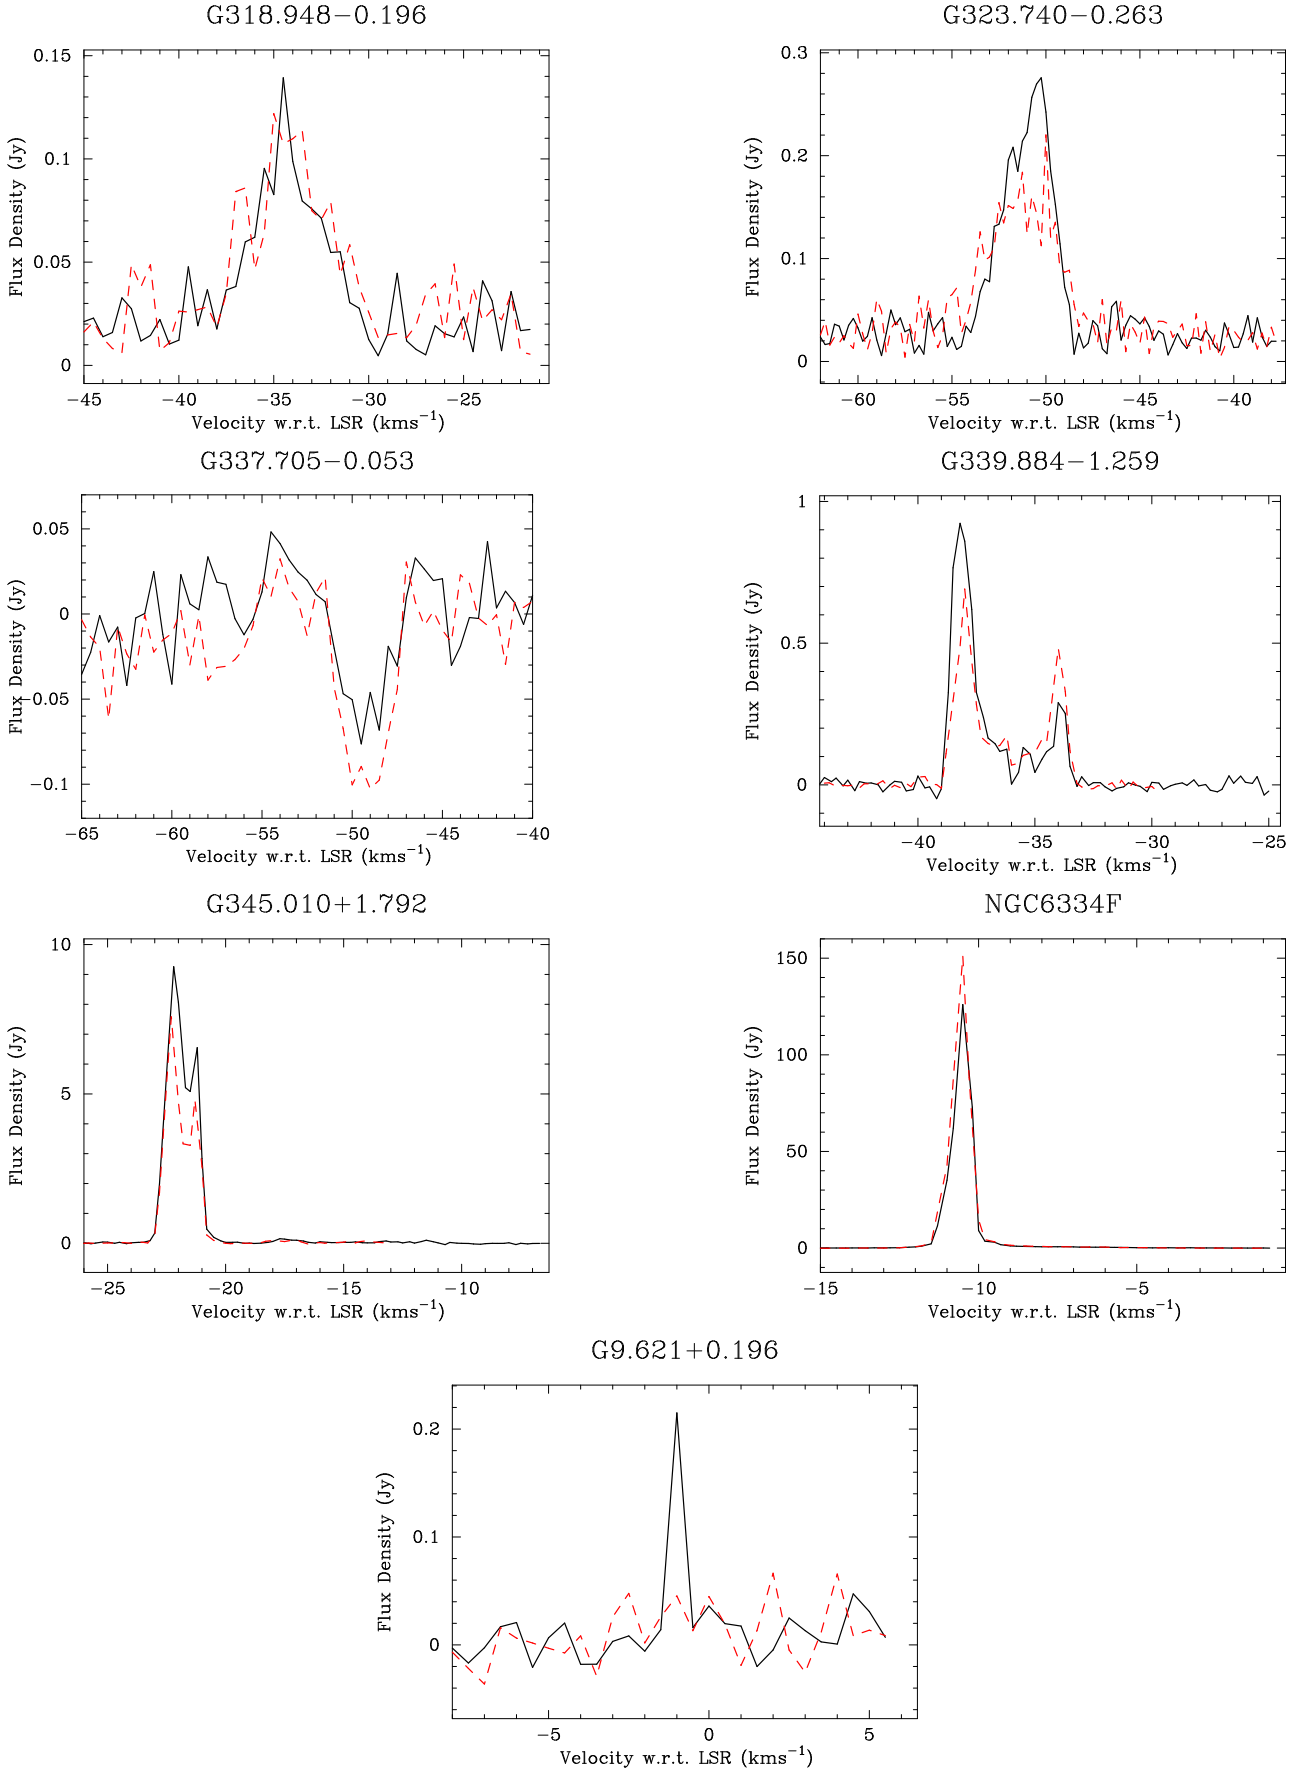 G318.948−0.196
0.15
0.1
0.05
0
Flux Density (Jy)
−45 −40 −35 −30 −25
Velocity w.r.t. LSR (kms−1)
G323.740−0.263
0.3
0.2
0.1
0
Flux Density (Jy)
−60 −55 −50 −45 −40
Velocity w.r.t. LSR (kms−1)
G337.705−0.053
0.05
0
−0.05
−0.1
Flux Density (Jy)
−65 −60 −55 −50 −45 −40
Velocity w.r.t. LSR (kms−1)
G339.884−1.259
1
0.5
0
Flux Density (Jy)
−40 −35 −30 −25
Velocity w.r.t. LSR (kms−1)
G345.010+1.792
10
5
0
Flux Density (Jy)
−25 −20 −15 −10
Velocity w.r.t. LSR (kms−1)
NGC6334F
150
100
50
0
Flux Density (Jy)
−15 −10 −5
Velocity w.r.t. LSR (kms−1)
G9.621+0.196
0.2
0.1
0
Flux Density (Jy)
−5 0 5
Velocity w.r.t. LSR (kms−1)